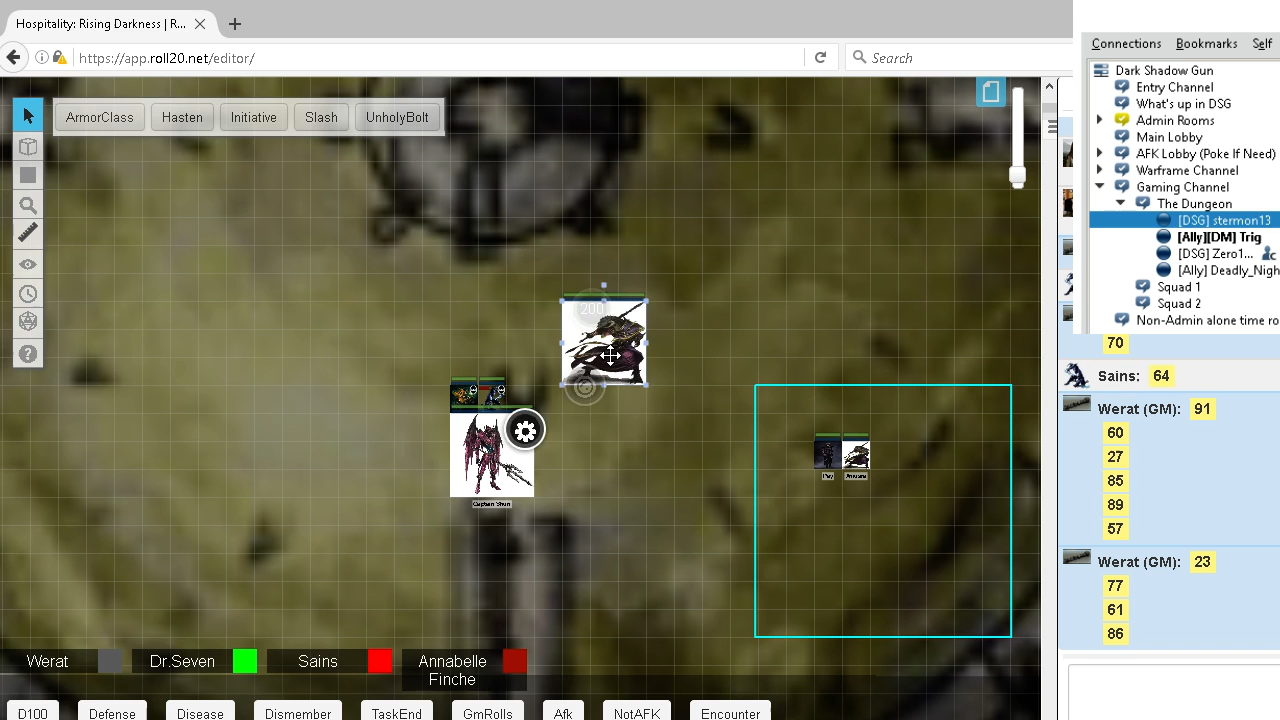 Hospitality: Rising Darkness | R...
https://app.roll20.net/editor/
Search
ArmorClass
Hasten
Initiative
Slash
UnholyBolt
Connections
Bookmarks
Self
Dark Shadow Gun
Entry Channel
What's up in DSG
Admin Rooms
Main Lobby
AFK Lobby (Poke If Need)
Warframe Channel
Gaming Channel
The Dungeon
[DSG] stermon13
[Ally][DM] Trig
[DSG] Zero1...
[Ally] Deadly_Nigh
Squad 1
Squad 2
Non-Admin alone time ro
200
70
Sains: 64
Werat (GM): 91
60
27
85
89
57
Werat (GM): 23
77
61
86
Captain Shun
Werat
Dr.Seven
Sains
Annabelle
Finche
D100
Defense
Disease
Dismember
TaskEnd
GmRolls
Afk
NotAFK
Encounter